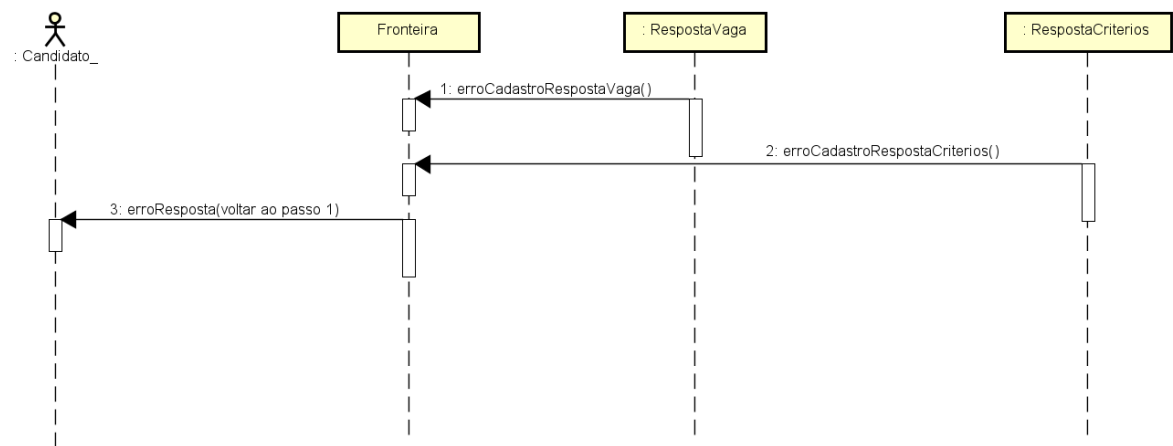 : Candidato_
Fronteira
: RespostaVaga
: RespostaCriterios
1: erroCadastroRespostaVaga()
2: erroCadastroRespostaCriterios()
3: erroResposta(voltar ao passo 1)